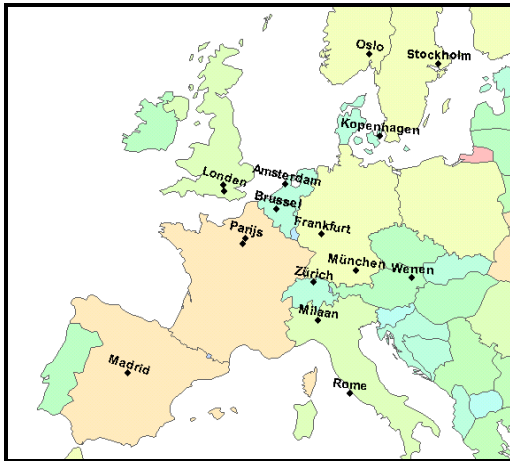 Oslo
Stockholm
Kopenhagen
Londen
Amsterdam
Brussel
Parijs
Frankfurt
München
Wenen
Zürich
Milaan
Madrid
Rome